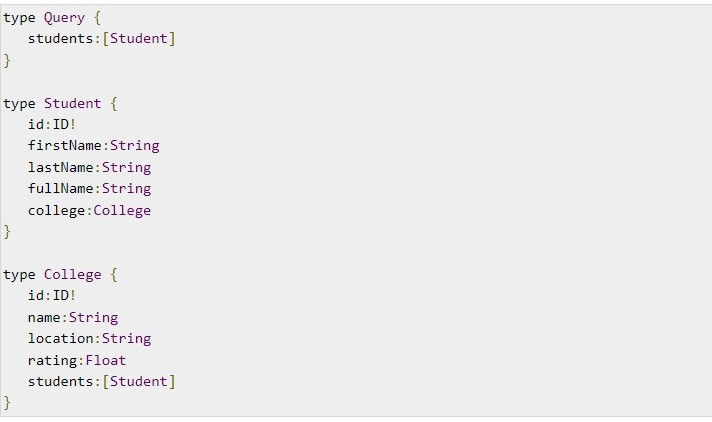 type Query {
   students:[Student]
}

type Student {
   id:ID!
   firstName:String
   lastName:String
   fullName:String
   college:College
}

type College {
   id:ID!
   name:String
   location:String
   rating:Float
   students:[Student]
}